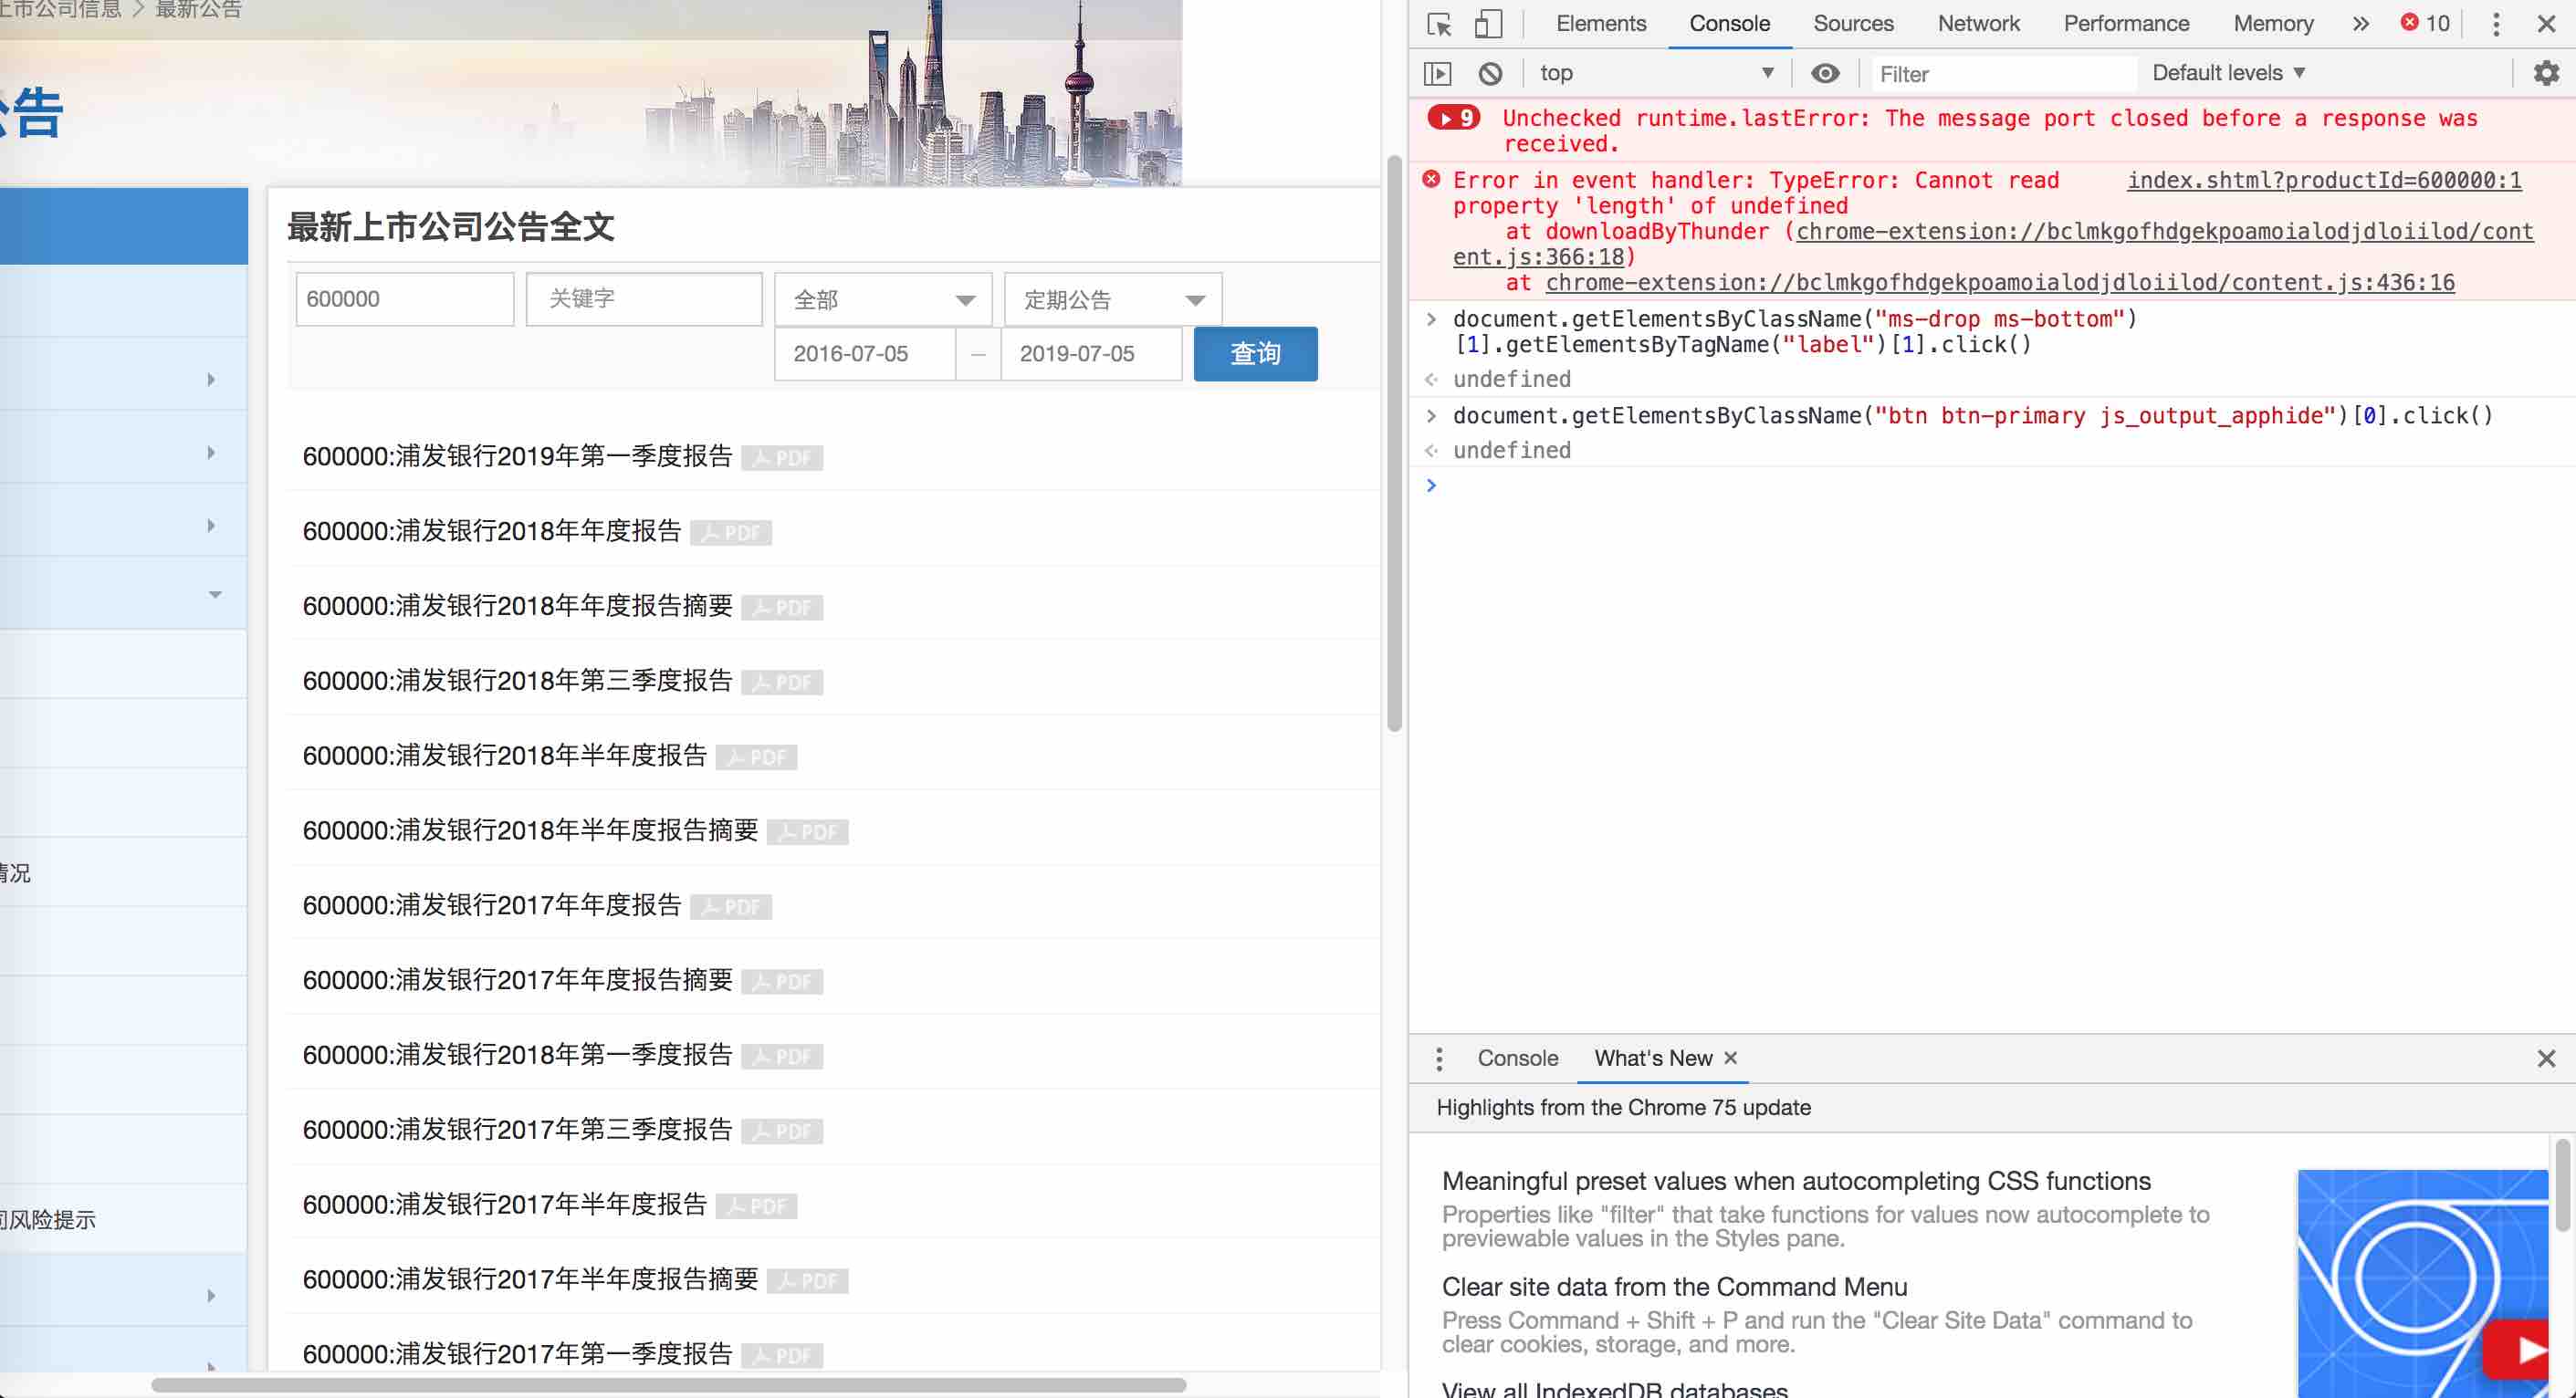 上市公司信息 > 最新公告
公告
情况
司风险提示
最新上市公司公告全文
600000 关键字 全部 定期公告
2016-07-05 — 2019-07-05 查询
600000:浦发银行2019年第一季度报告 PDF
600000:浦发银行2018年年度报告 PDF
600000:浦发银行2018年年度报告摘要 PDF
600000:浦发银行2018年第三季度报告 PDF
600000:浦发银行2018年半年度报告 PDF
600000:浦发银行2018年半年度报告摘要 PDF
600000:浦发银行2017年年度报告 PDF
600000:浦发银行2017年年度报告摘要 PDF
600000:浦发银行2018年第一季度报告 PDF
600000:浦发银行2017年第三季度报告 PDF
600000:浦发银行2017年半年度报告 PDF
600000:浦发银行2017年半年度报告摘要 PDF
600000:浦发银行2017年第一季度报告 PDF
Elements Console Sources Network Performance Memory » 10
top Filter Default levels
9 Unchecked runtime.lastError: The message port closed before a response was
received.
Error in event handler: TypeError: Cannot read index.shtml?productId=600000:1
property 'length' of undefined
at downloadByThunder (chrome-extension://bclmkgofhdgekpoamoialodjdloiilod/cont
ent.js:366:18)
at chrome-extension://bclmkgofhdgekpoamoialodjdloiilod/content.js:436:16
> document.getElementsByClassName("ms-drop ms-bottom")
[1].getElementsByTagName("label")[1].click()
undefined
> document.getElementsByClassName("btn btn-primary js_output_apphide")[0].click()
undefined
>
Console What's New ×
Highlights from the Chrome 75 update
Meaningful preset values when autocompleting CSS functions
Properties like "filter" that take functions for values now autocomplete to
previewable values in the Styles pane.
Clear site data from the Command Menu
Press Command + Shift + P and run the "Clear Site Data" command to
clear cookies, storage, and more.
View all IndexedDB databases